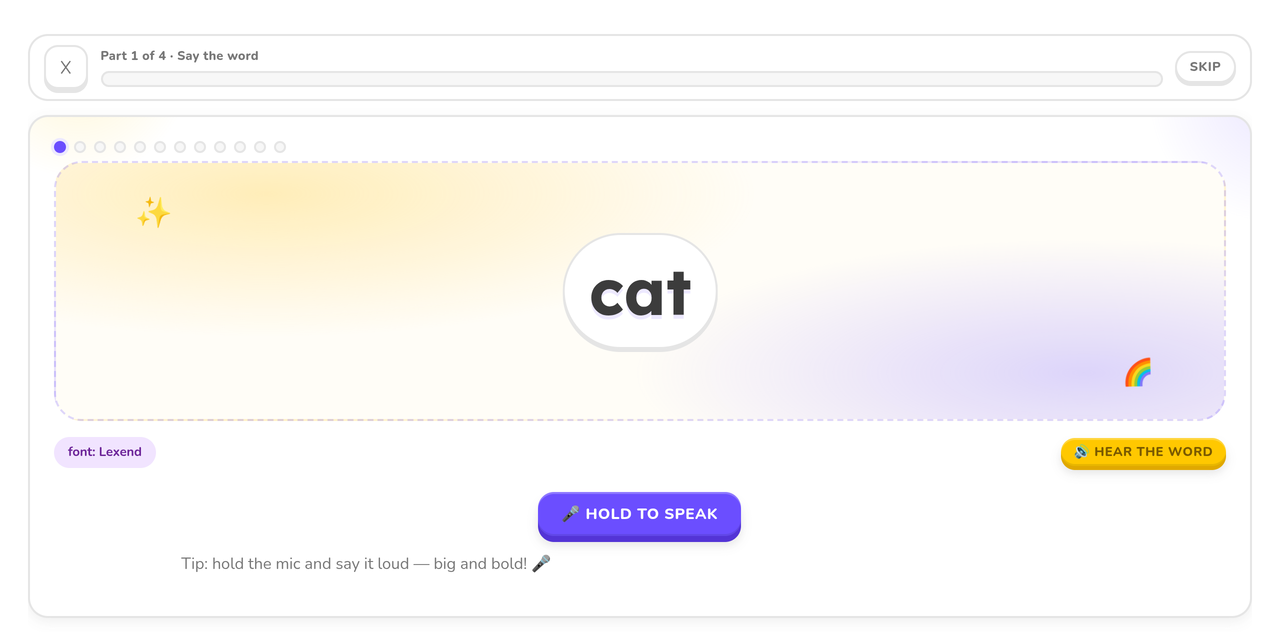 X
Part 1 of 4 · Say the word
SKIP
cat
font: Lexend
🔊 HEAR THE WORD
🎤 HOLD TO SPEAK
Tip: hold the mic and say it loud — big and bold! 🎤